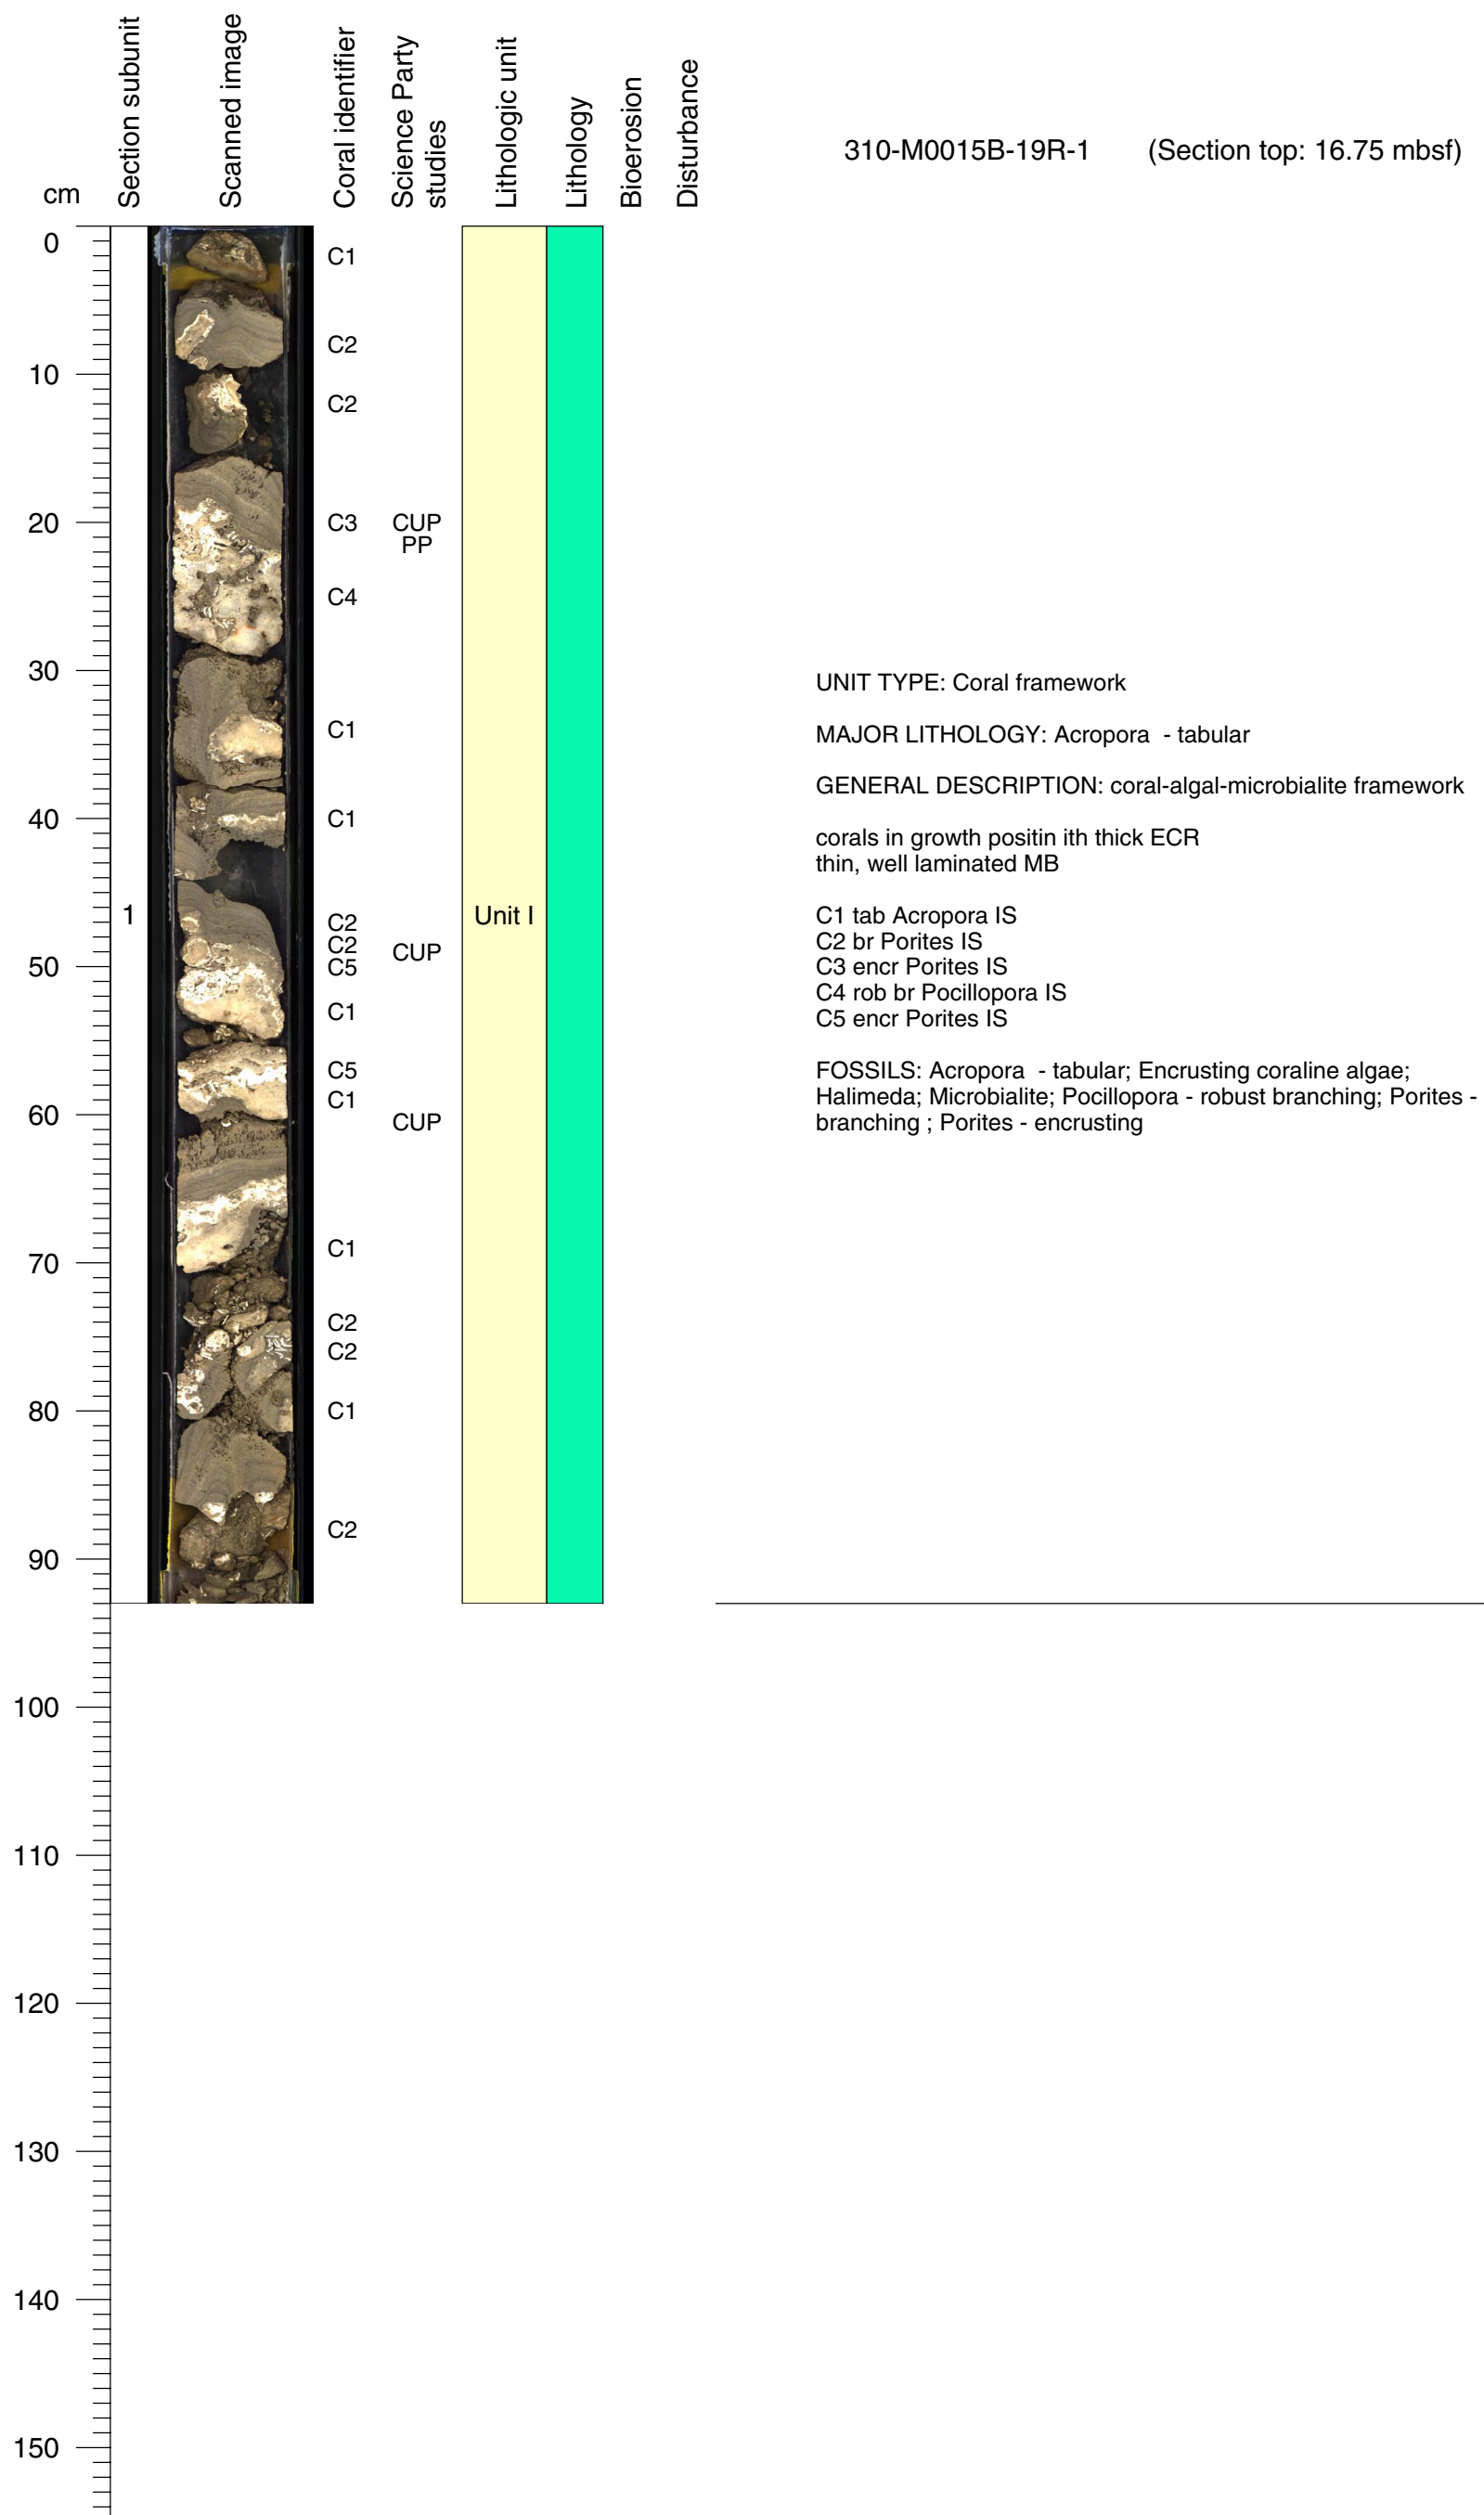 Section subunit
Scanned image
Coral identifier
Science Party
studies
Lithologic unit
Lithology
Bioerosion
Disturbance
310-M0015B-19R-1 (Section top: 16.75 mbsf)
cm
0
C1
C2
10
C2
20
C3
CUP
PP
C4
30
C1
40
C1
1
Unit I
C2
C2
CUP
50
C5
C1
C5
C1
60
CUP
C1
70
C2
C2
80
C1
C2
90
100
110
120
130
140
150
UNIT TYPE: Coral framework
MAJOR LITHOLOGY: Acropora - tabular
GENERAL DESCRIPTION: coral-algal-microbialite framework
corals in growth positin ith thick ECR
thin, well laminated MB
C1 tab Acropora IS
C2 br Porites IS
C3 encr Porites IS
C4 rob br Pocillopora IS
C5 encr Porites IS
FOSSILS: Acropora - tabular; Encrusting coraline algae;
Halimeda; Microbialite; Pocillopora - robust branching; Porites -
branching ; Porites - encrusting